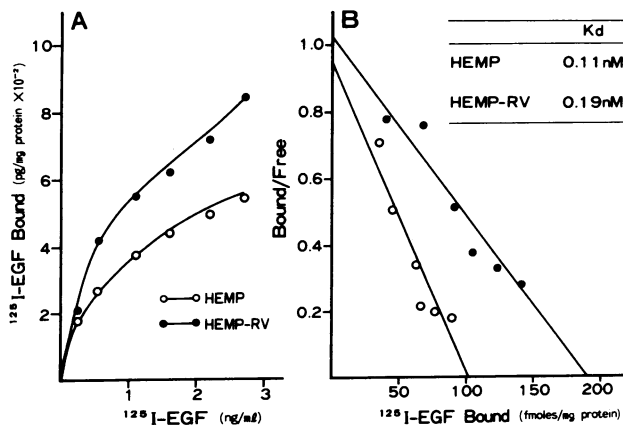 A
10
8
6
4
2
0
1
2
3
¹²⁵I-EGF Bound (pg/mg protein X10⁻²)
¹²⁵I-EGF (ng/mℓ)
HEMP
HEMP-RV
B
1.0
0.8
0.6
0.4
0.2
50
100
150
200
Bound/Free
¹²⁵I-EGF Bound (fmoles/mg protein)
Kd
HEMP 0.11nM
HEMP-RV 0.19nM